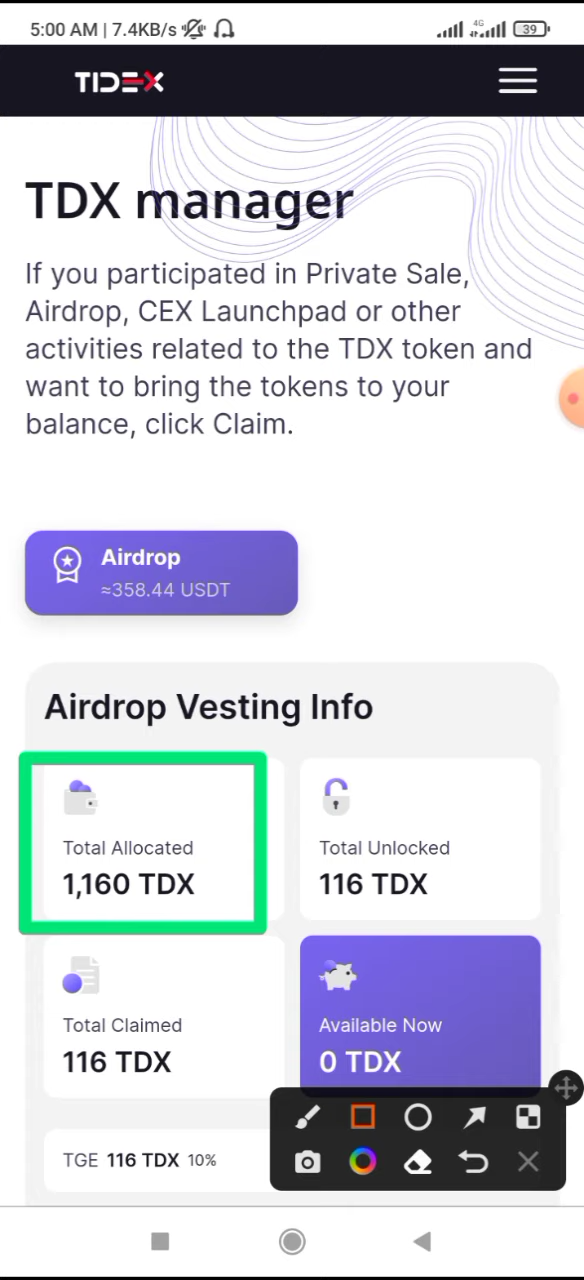 5:00 AM | 7.4KB/s
4G
39
TIDEX
TDX manager
If you participated in Private Sale,
Airdrop, CEX Launchpad or other
activities related to the TDX token and
want to bring the tokens to your
balance, click Claim.
Airdrop
≈358.44 USDT
Airdrop Vesting Info
Total Allocated
1,160 TDX
Total Unlocked
116 TDX
Total Claimed
116 TDX
Available Now
0 TDX
TGE 116 TDX 10%